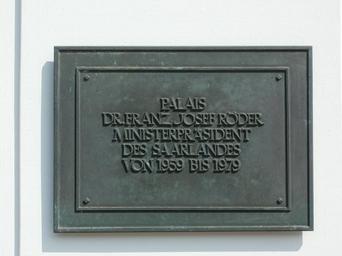 PALAIS
DR. FRANZ JOSEF RÖDER
MINISTERPRÄSIDENT
DES SAARLANDES
VON 1959 BIS 1979